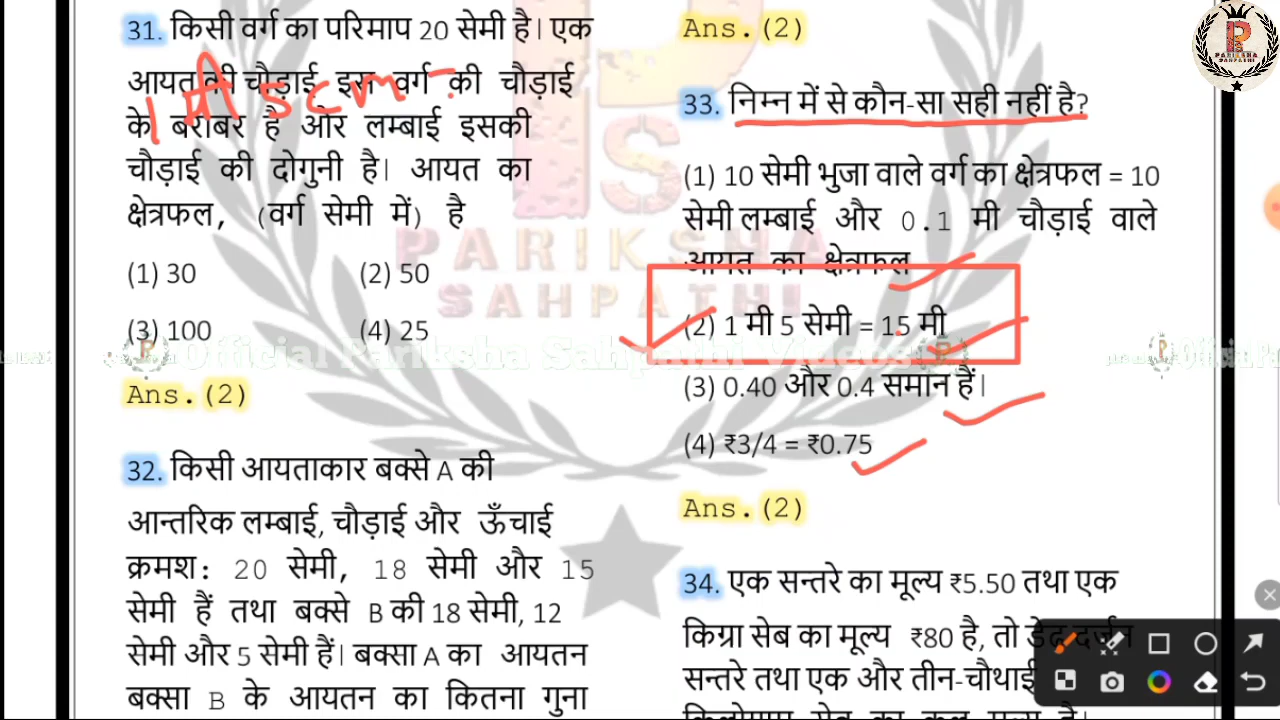 31. किसी वर्ग का परिमाप 20 सेमी है। एक
आयत की चौड़ाई इस वर्ग की चौड़ाई
के बराबर है और लम्बाई इसकी
चौड़ाई की दोगुनी है। आयत का
क्षेत्रफल, (वर्ग सेमी में) है
(1) 30 (2) 50
(3) 100 (4) 25
Ans.(2)
32. किसी आयताकार बक्से A की
आन्तरिक लम्बाई, चौड़ाई और ऊँचाई
क्रमश: 20 सेमी, 18 सेमी और 15
सेमी हैं तथा बक्से B की 18 सेमी, 12
सेमी और 5 सेमी हैं। बक्सा A का आयतन
बक्सा B के आयतन का कितना गुना
Ans.(2)
33. निम्न में से कौन-सा सही नहीं है?
(1) 10 सेमी भुजा वाले वर्ग का क्षेत्रफल = 10
सेमी लम्बाई और 0.1 मी चौड़ाई वाले
आयत का क्षेत्रफल
(2) 1 मी 5 सेमी = 15 मी
(3) 0.40 और 0.4 समान हैं।
(4) ₹3/4 = ₹0.75
Ans.(2)
34. एक सन्तरे का मूल्य ₹5.50 तथा एक
किग्रा सेब का मूल्य ₹80 है, तो डेढ़ दर्जन
सन्तरे तथा एक और तीन-चौथाई
1 मी 5 cm
PARIKSHA
SAHPATHI
Official Pariksha Sahpathi Videos
PARIKSHA
SAHPATHI